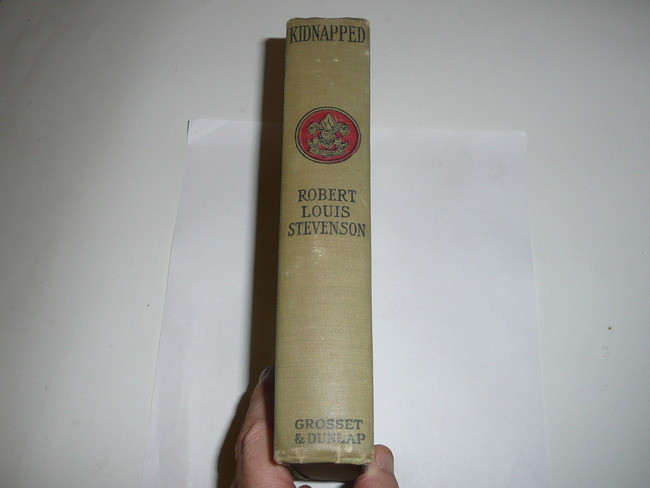 KIDNAPPED
ROBERT
LOUIS
STEVENSON
GROSSET
& DUNLAP